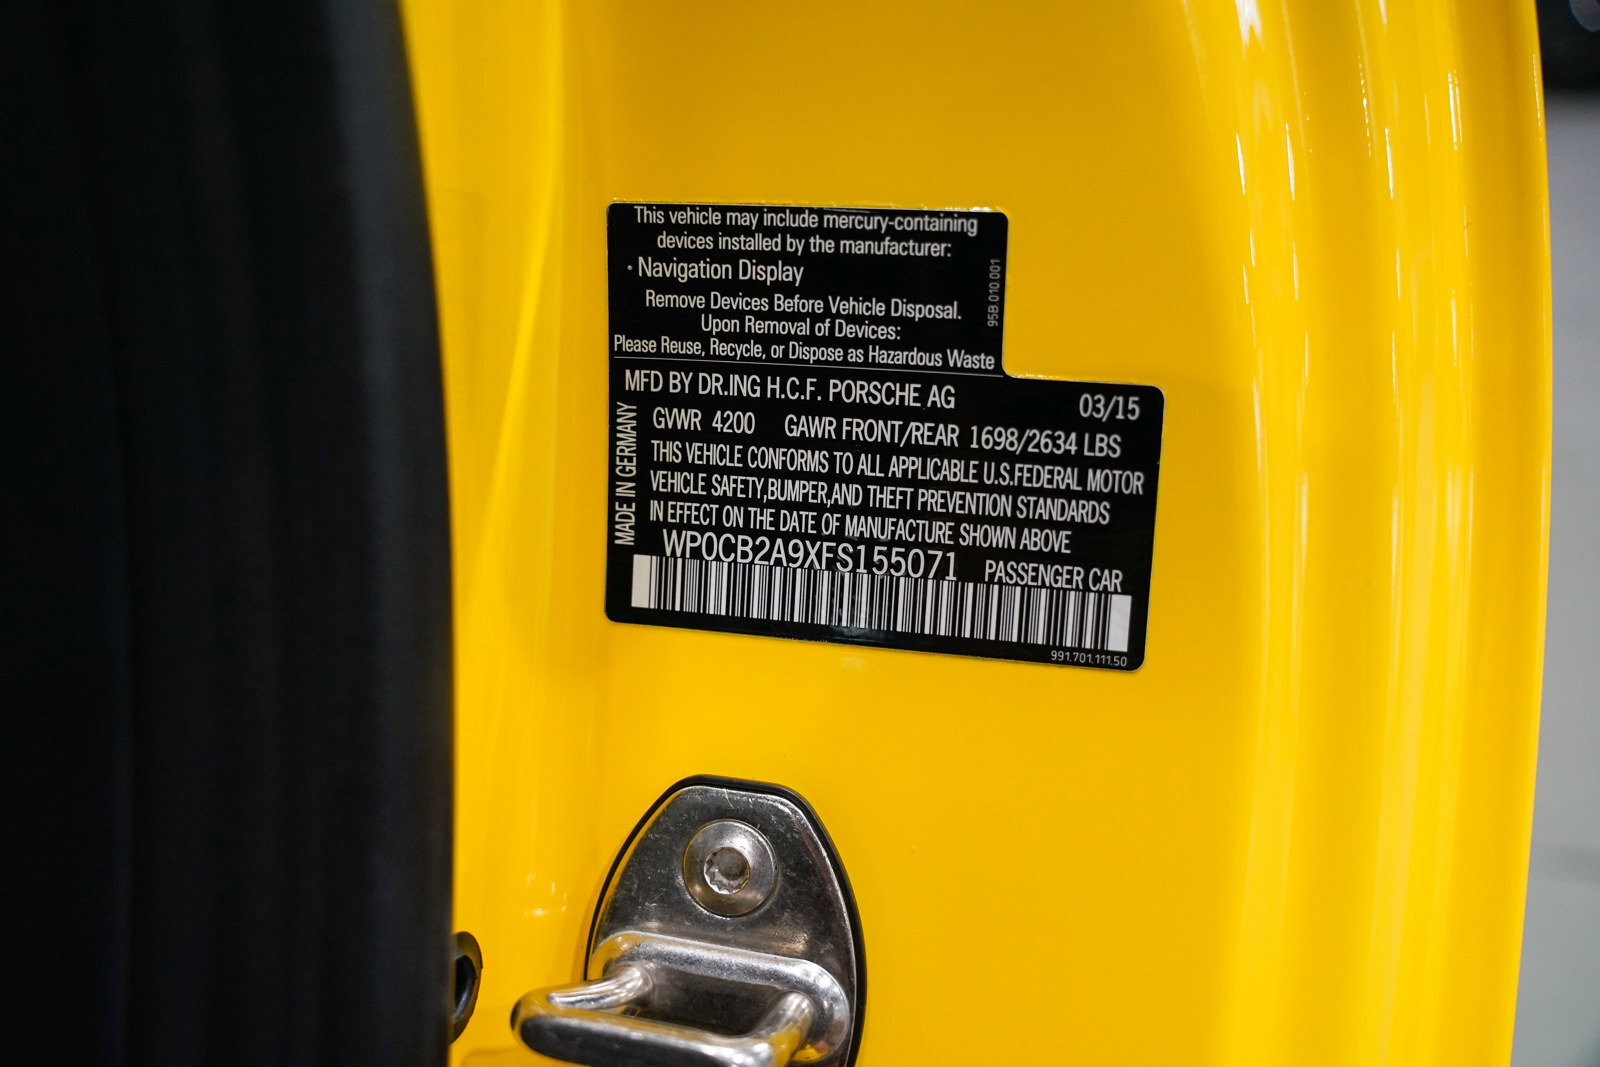 This vehicle may include mercury-containing
devices installed by the manufacturer:
· Navigation Display
Remove Devices Before Vehicle Disposal.
Upon Removal of Devices:
Please Reuse, Recycle, or Dispose as Hazardous Waste
95B.010.001
MFD BY DR.ING H.C.F. PORSCHE AG 03/15
GVWR 4200 GAWR FRONT/REAR 1698/2634 LBS
THIS VEHICLE CONFORMS TO ALL APPLICABLE U.S.FEDERAL MOTOR
VEHICLE SAFETY,BUMPER,AND THEFT PREVENTION STANDARDS
IN EFFECT ON THE DATE OF MANUFACTURE SHOWN ABOVE
MADE IN GERMANY
WP0CB2A9XFS155071 PASSENGER CAR
991.701.111.50